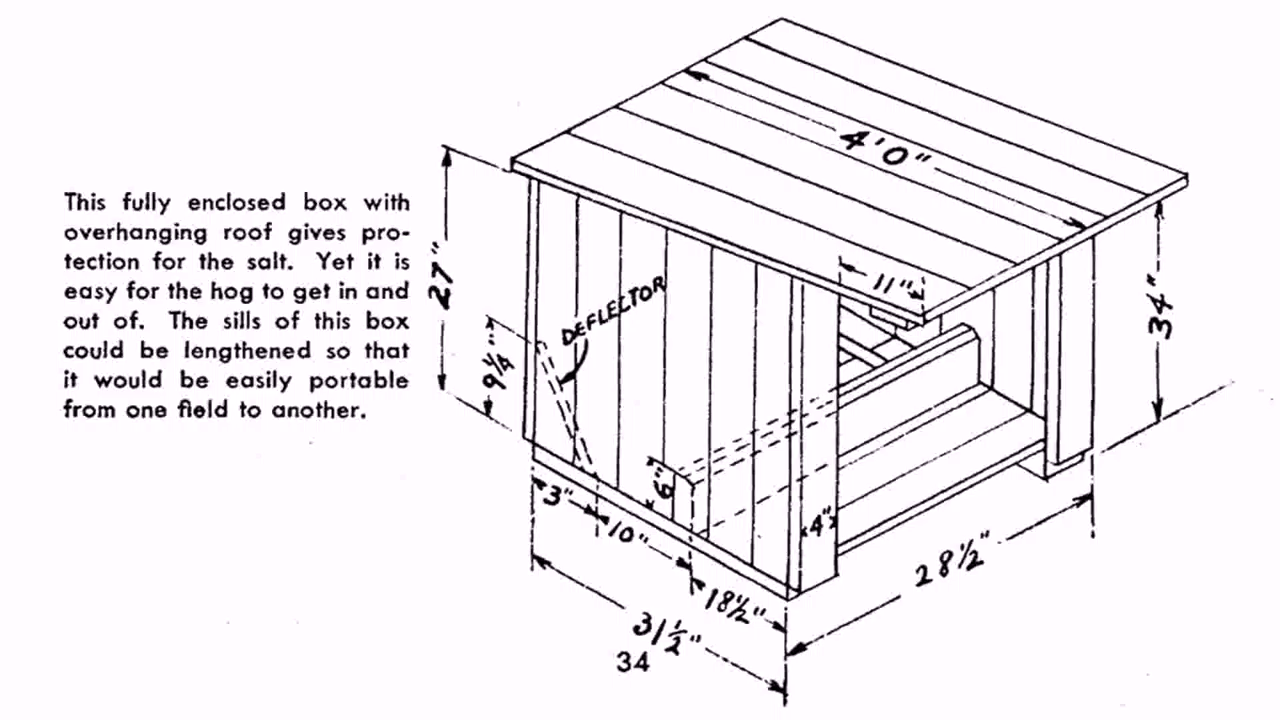 This fully enclosed box with
overhanging roof gives pro-
tection for the salt. Yet it is
easy for the hog to get in and
out of. The sills of this box
could be lengthened so that
it would be easily portable
from one field to another.
4'0"
27"
11"
34"
DEFLECTOR
9¼"
6"
3"
10"
4"
18½"
28½"
31½"
34